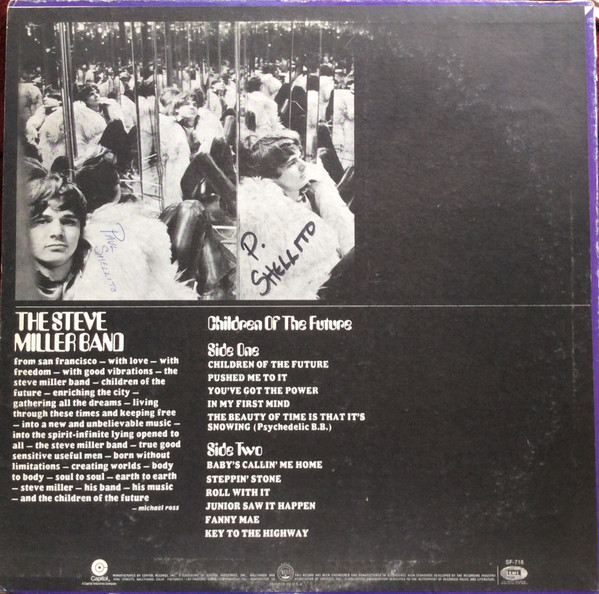 PAUL
SHELLITO
P.
SHELLITO
THE STEVE
MILLER BAND
from san francisco – with love – with
freedom – with good vibrations – the
steve miller band – children of the
future – enriching the city –
gathering all the dreams – living
through these times and keeping free
– into a new and unbelievable music –
into the spirit-infinite lying opened to
all – the steve miller band – true good
sensitive useful men – born without
limitations – creating worlds – body
to body – soul to soul – earth to earth
– steve miller – his band – his music
– and the children of the future
– michael ross
Children Of The Future
Side One
CHILDREN OF THE FUTURE
PUSHED ME TO IT
YOU'VE GOT THE POWER
IN MY FIRST MIND
THE BEAUTY OF TIME IS THAT IT'S
SNOWING (Psychedelic B.B.)
Side Two
BABY'S CALLIN' ME HOME
STEPPIN' STONE
ROLL WITH IT
JUNIOR SAW IT HAPPEN
FANNY MAE
KEY TO THE HIGHWAY
Capitol
SF-718
EMI